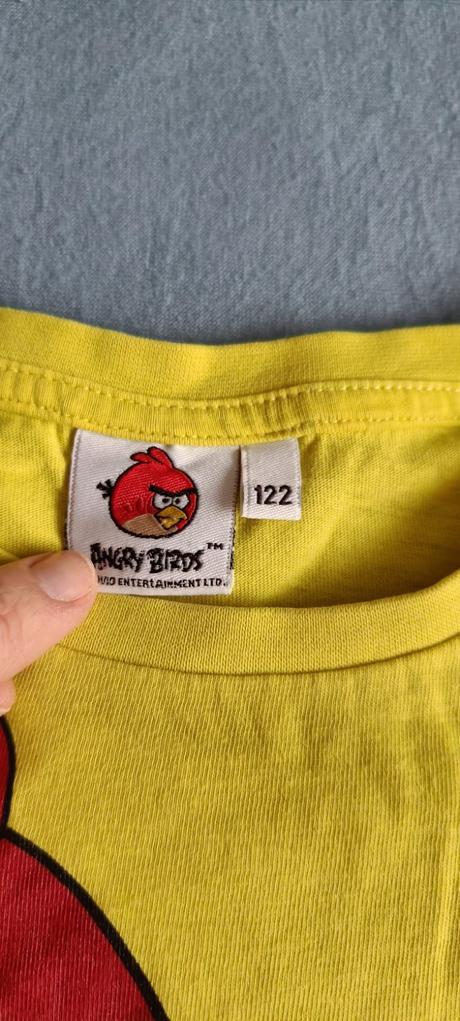 ANGRY BIRDS™
ENTERTAINMENT LTD.
122